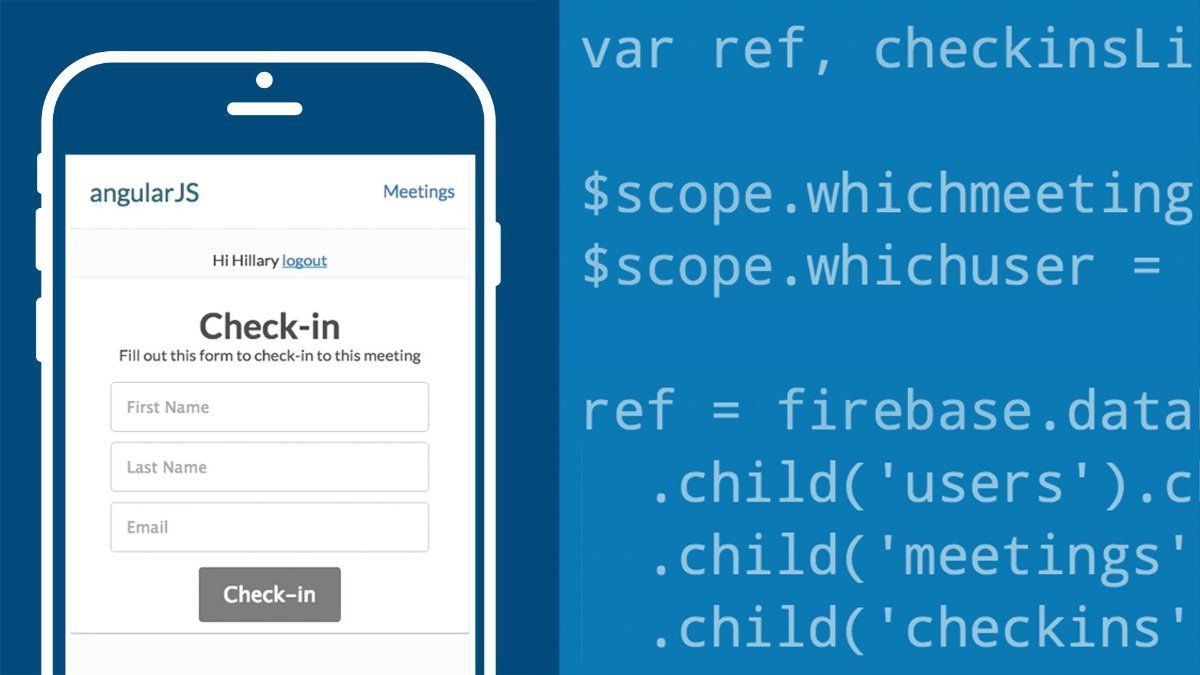 angularJS
Meetings
Hi Hillary logout
Check-in
Fill out this form to check-in to this meeting
First Name
Last Name
Email
Check-in
var ref, checkinsLi
$scope.whichmeeting
$scope.whichuser =
ref = firebase.data
.child('users').c
.child('meetings'
.child('checkins'